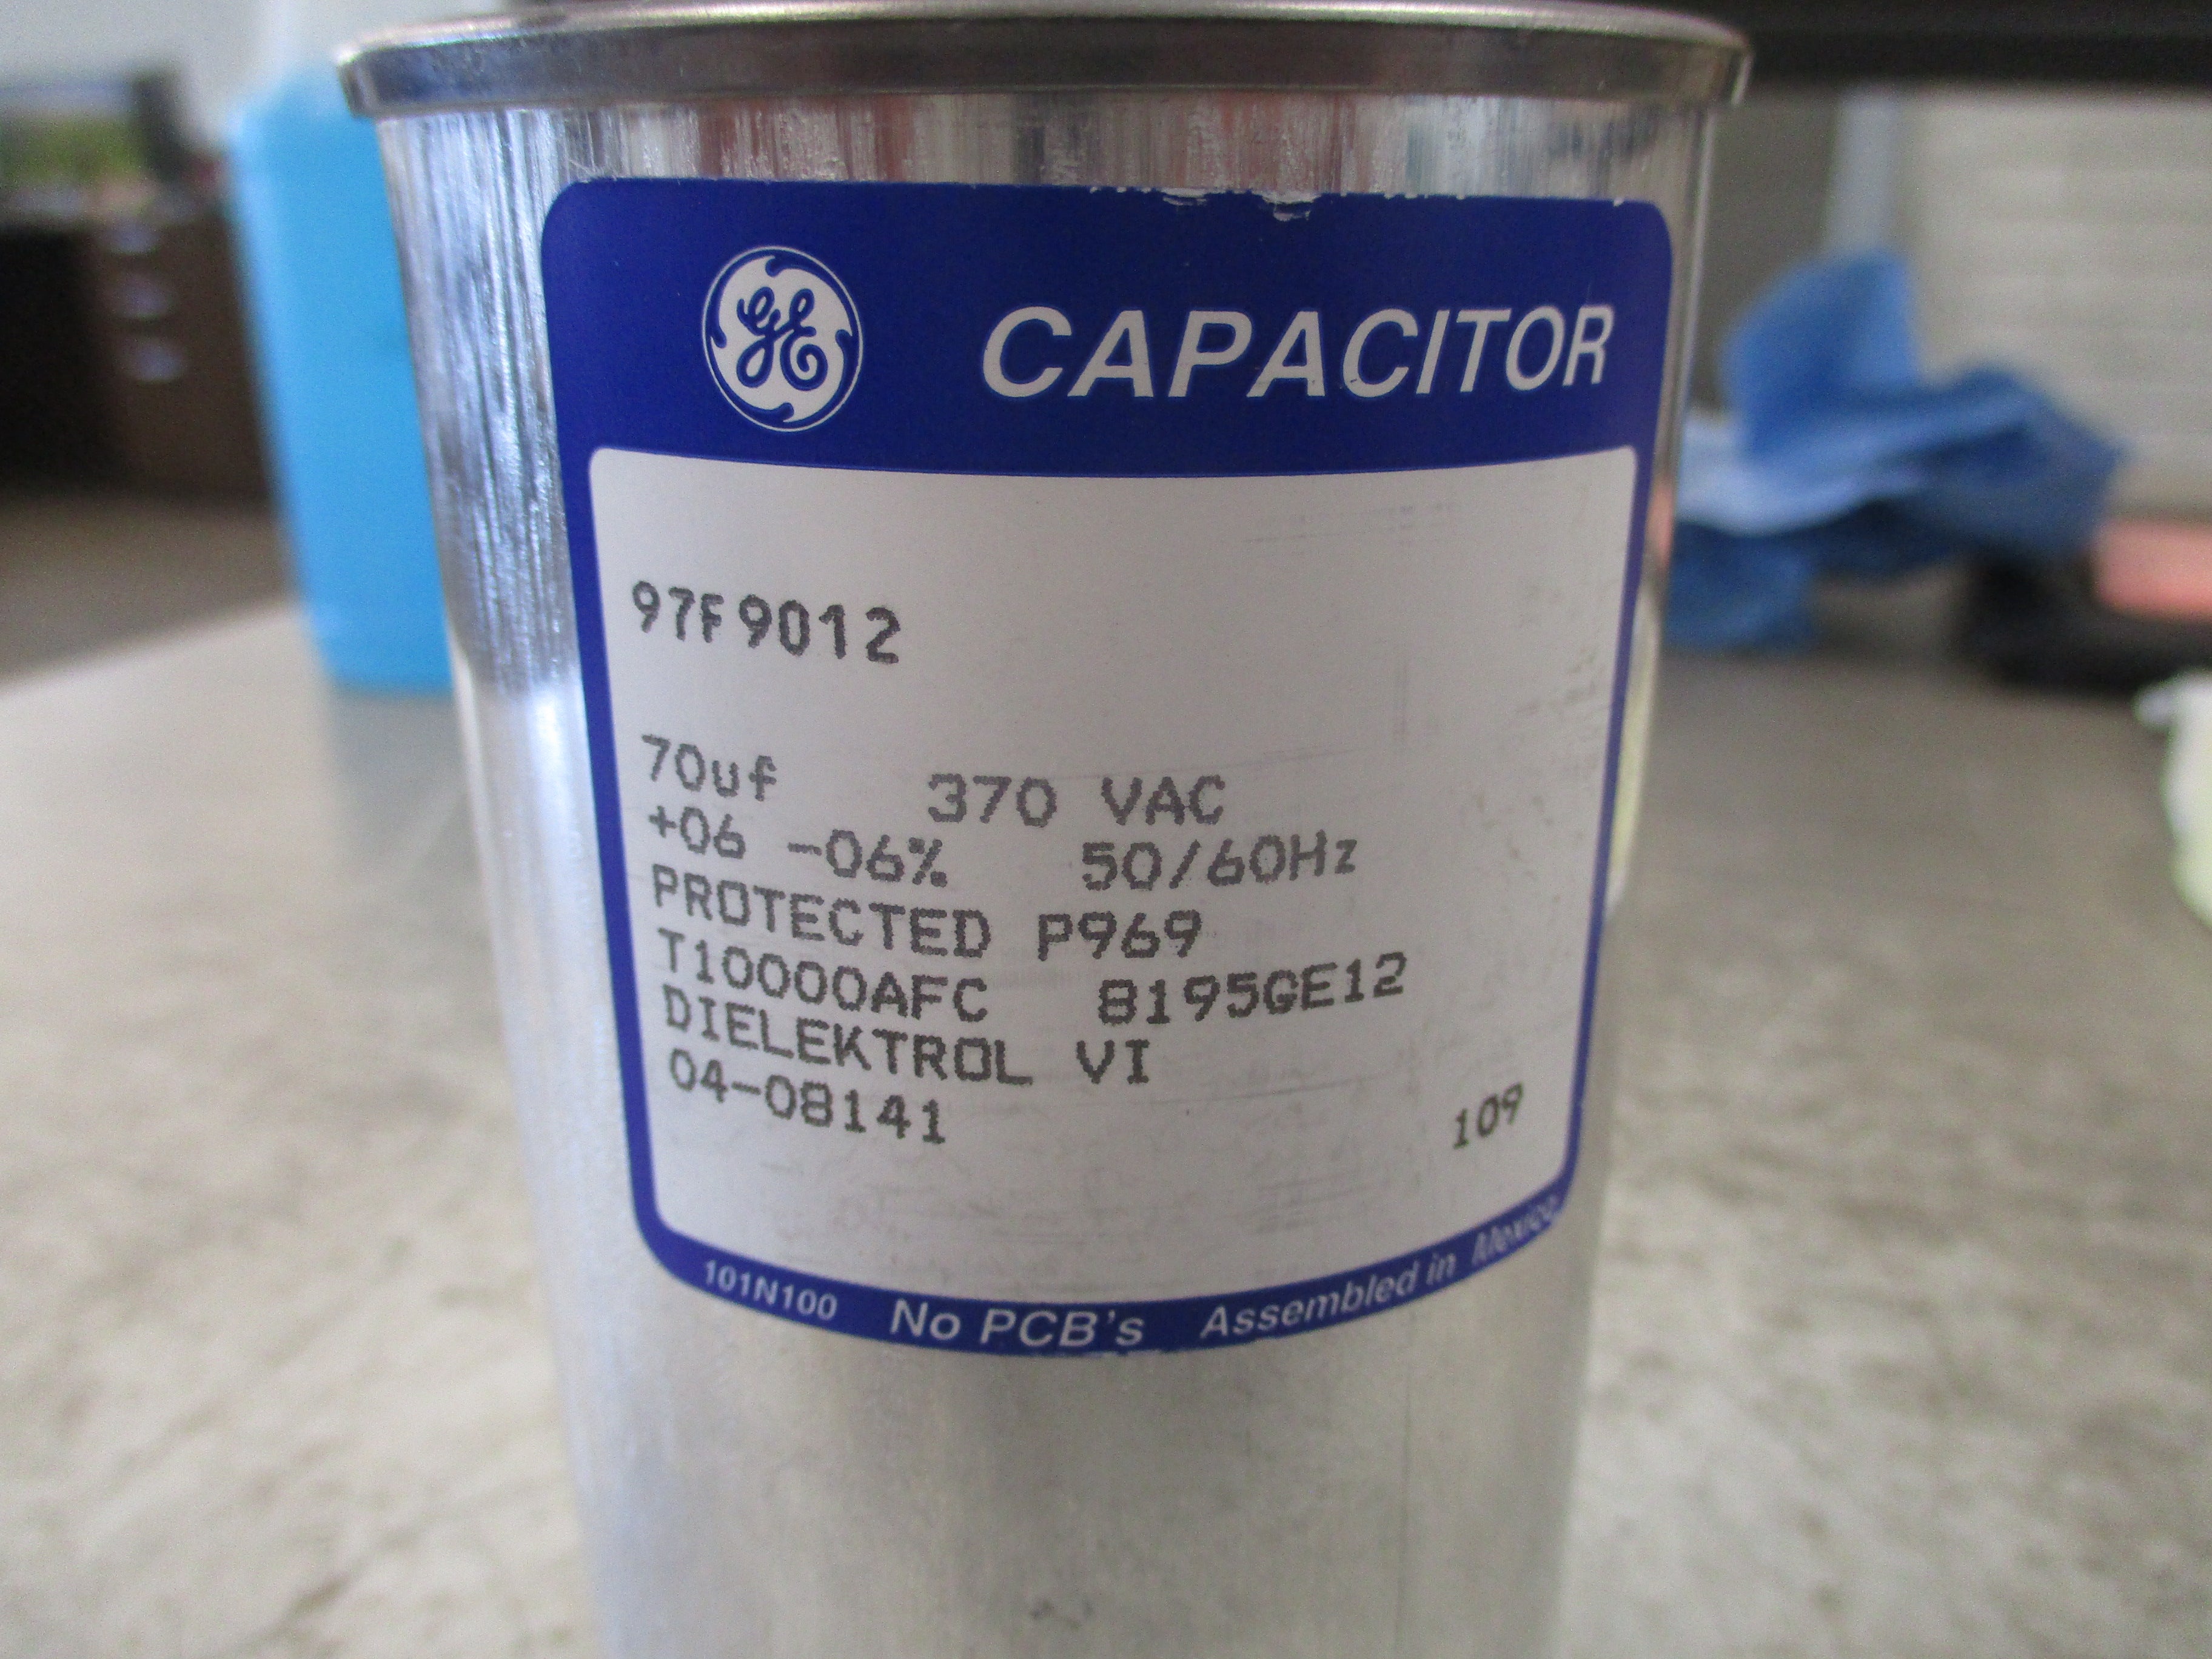 GE CAPACITOR
97F9012
70uf 370 VAC
+06 -06% 50/60Hz
PROTECTED P969
T10000AFC 8195GE12
DIELEKTROL VI
04-08141 109
101N100 No PCB's Assembled in Mexico